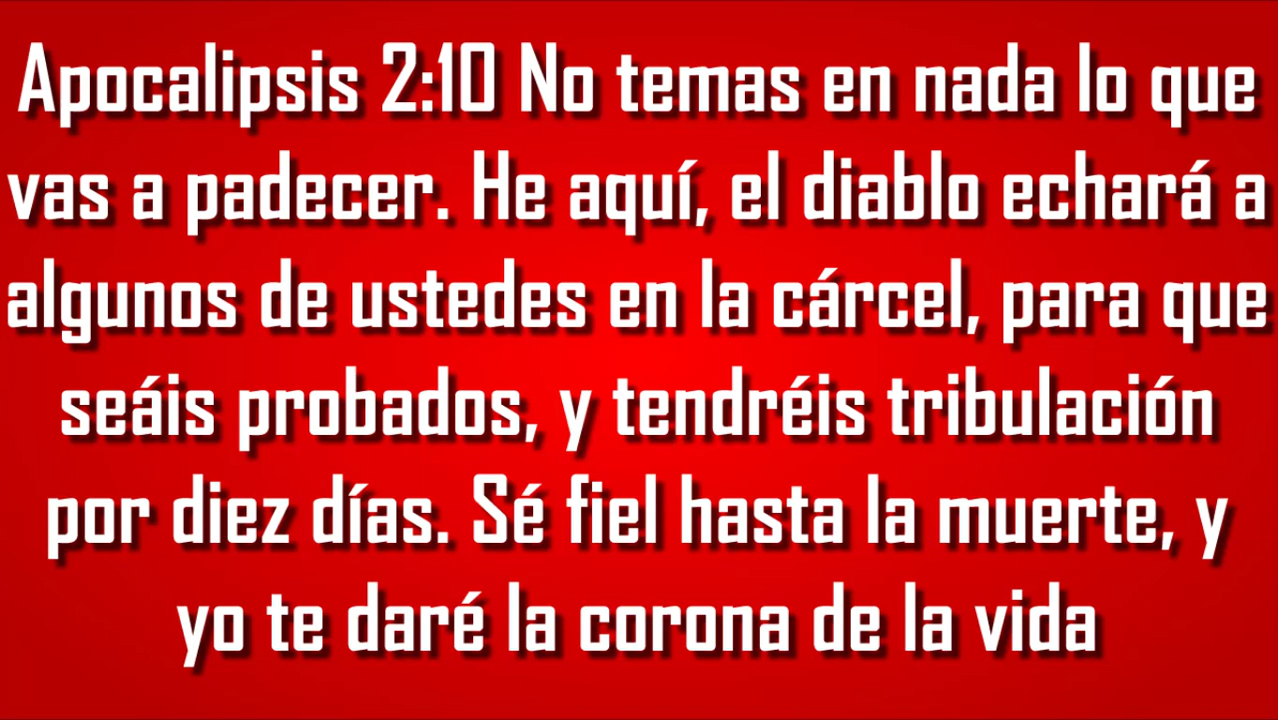 Apocalipsis 2:10 No temas en nada lo que
vas a padecer. He aquí, el diablo echará a
algunos de ustedes en la cárcel, para que
seáis probados, y tendréis tribulación
por diez días. Sé fiel hasta la muerte, y
yo te daré la corona de la vida